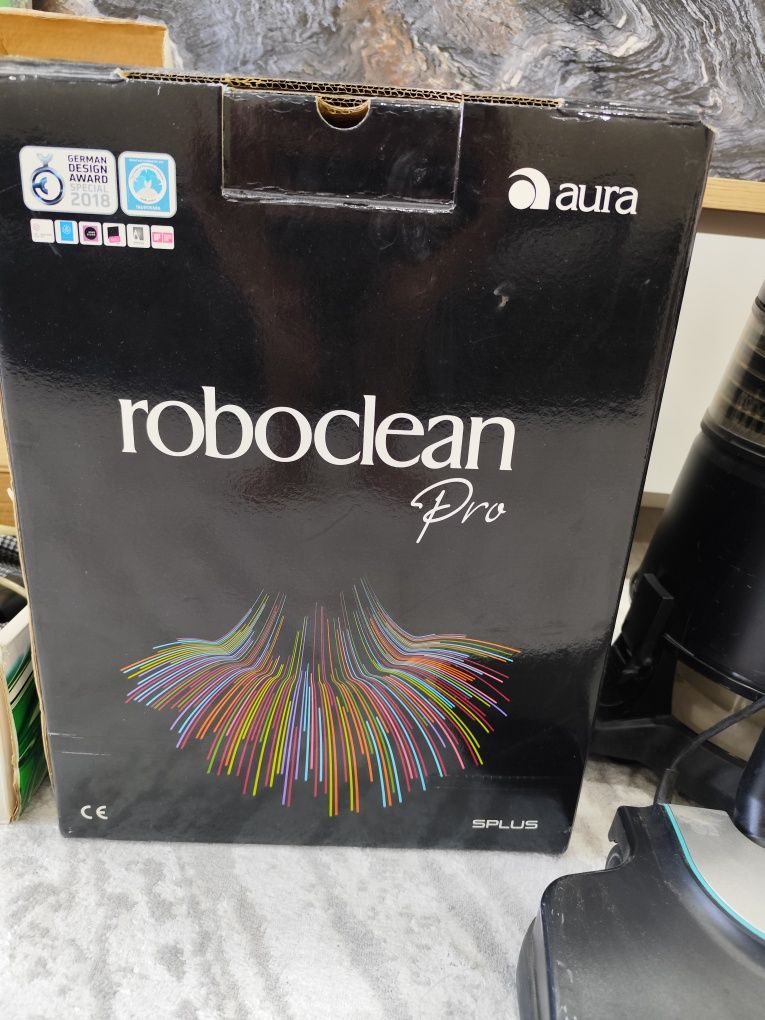 GERMAN
DESIGN
AWARD
SPECIAL
2018
aura
roboclean
Pro
CE
SPLUS